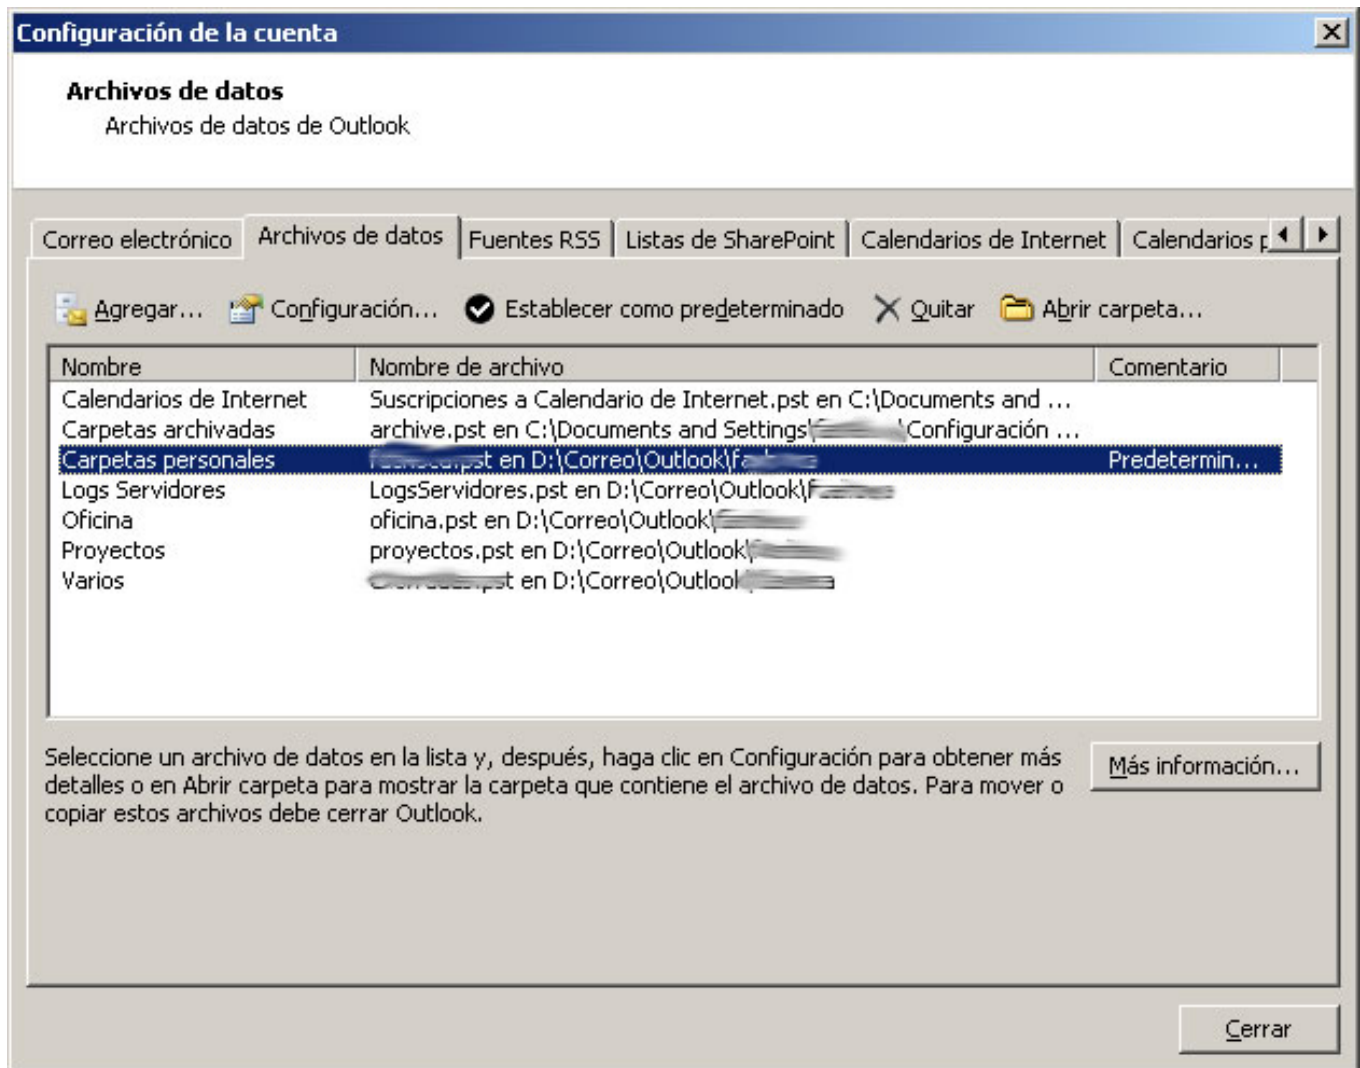 Configuración de la cuenta
Archivos de datos
Archivos de datos de Outlook
Correo electrónico Archivos de datos Fuentes RSS Listas de SharePoint Calendarios de Internet Calendarios p
Agregar... Configuración... Establecer como predeterminado Quitar Abrir carpeta...
Nombre Nombre de archivo Comentario
Calendarios de Internet Suscripciones a Calendario de Internet.pst en C:\Documents and ...
Carpetas archivadas archive.pst en C:\Documents and Settings\ \Configuración ...
Carpetas personales en D:\Correo\Outlook\ Predetermin...
Logs Servidores LogsServidores.pst en D:\Correo\Outlook\
Oficina oficina.pst en D:\Correo\Outlook\
Proyectos proyectos.pst en D:\Correo\Outlook\
Varios en D:\Correo\Outlook\
Seleccione un archivo de datos en la lista y, después, haga clic en Configuración para obtener más
detalles o en Abrir carpeta para mostrar la carpeta que contiene el archivo de datos. Para mover o
copiar estos archivos debe cerrar Outlook.
Más información...
Cerrar